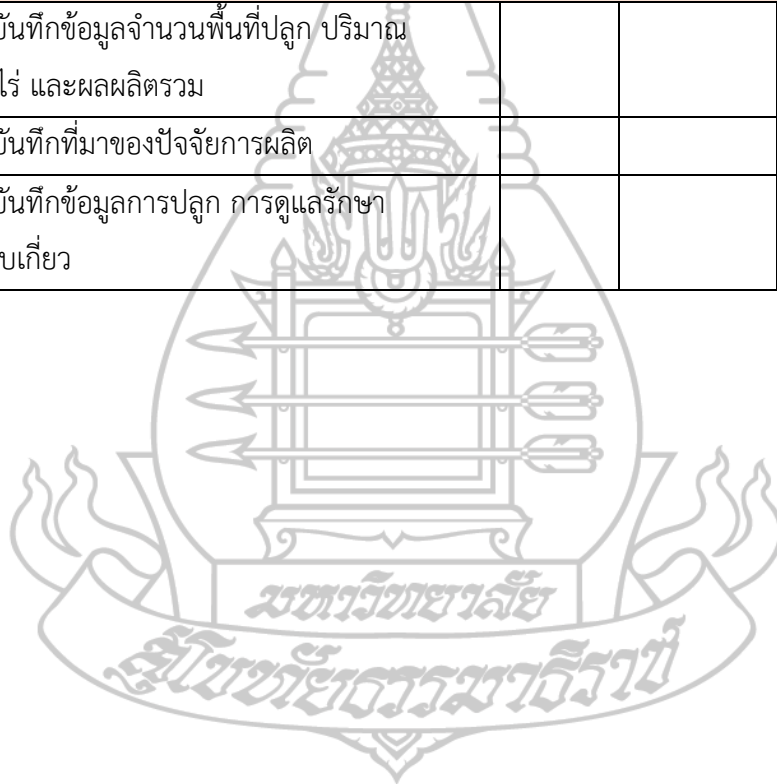 บันทึกข้อมูลจำนวนพื้นที่ปลูก ปริมาณ
ไร่ และผลผลิตรวม
บันทึกที่มาของปัจจัยการผลิต
บันทึกข้อมูลการปลูก การดูแลรักษา
บเกี่ยว
มหาวิทยาลัย
สุโขทัยธรรมาธิราช